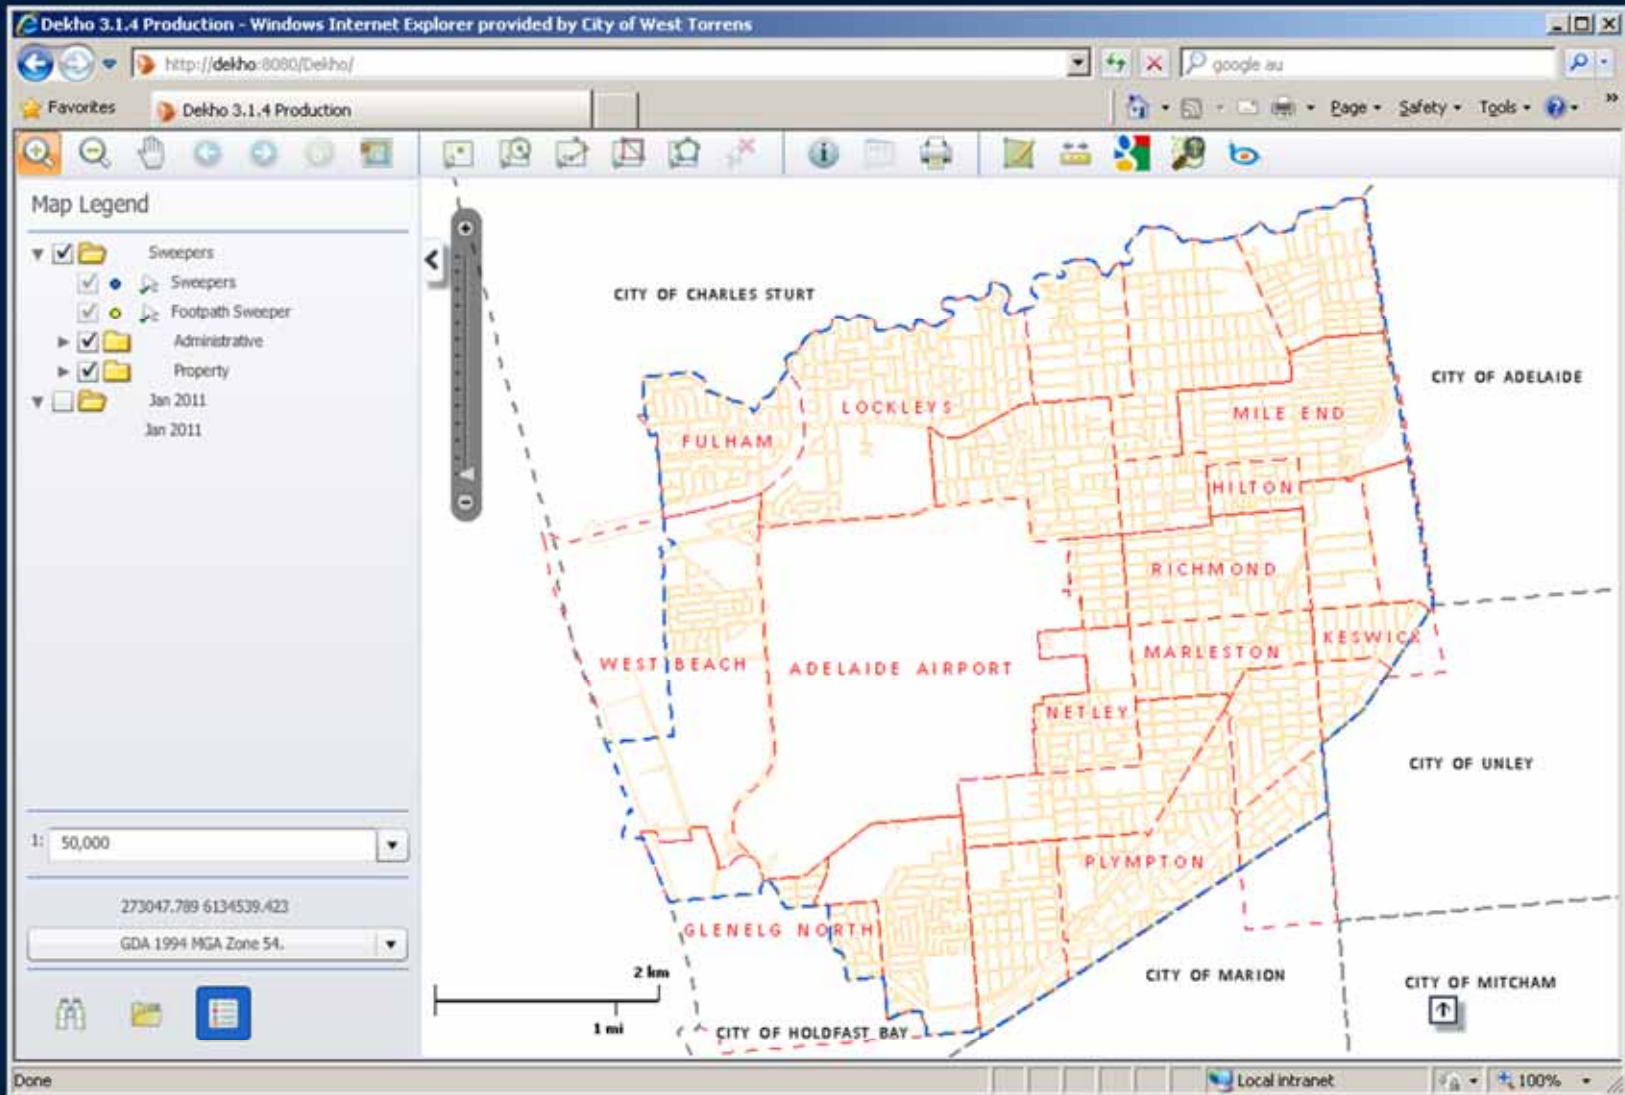 Dekho 3.1.4 Production - Windows Internet Explorer provided by City of West Torrens
http://dekho:8080/Dekho/
google au
Favorites
Dekho 3.1.4 Production
Page
Safety
Tools
»
Map Legend
Sweepers
Sweepers
Footpath Sweeper
Administrative
Property
Jan 2011
Jan 2011
1: 50,000
273047.789 6134539.423
GDA 1994 MGA Zone 54.
CITY OF CHARLES STURT
CITY OF ADELAIDE
LOCKLEYS
MILE END
FULHAM
HILTON
RICHMOND
KESWICK
MARLESTON
WEST BEACH
ADELAIDE AIRPORT
NETLEY
CITY OF UNLEY
PLYMPTON
GLENELG NORTH
CITY OF MARION
CITY OF MITCHAM
2 km
1 mi
CITY OF HOLDFAST BAY
Done
Local intranet
100%